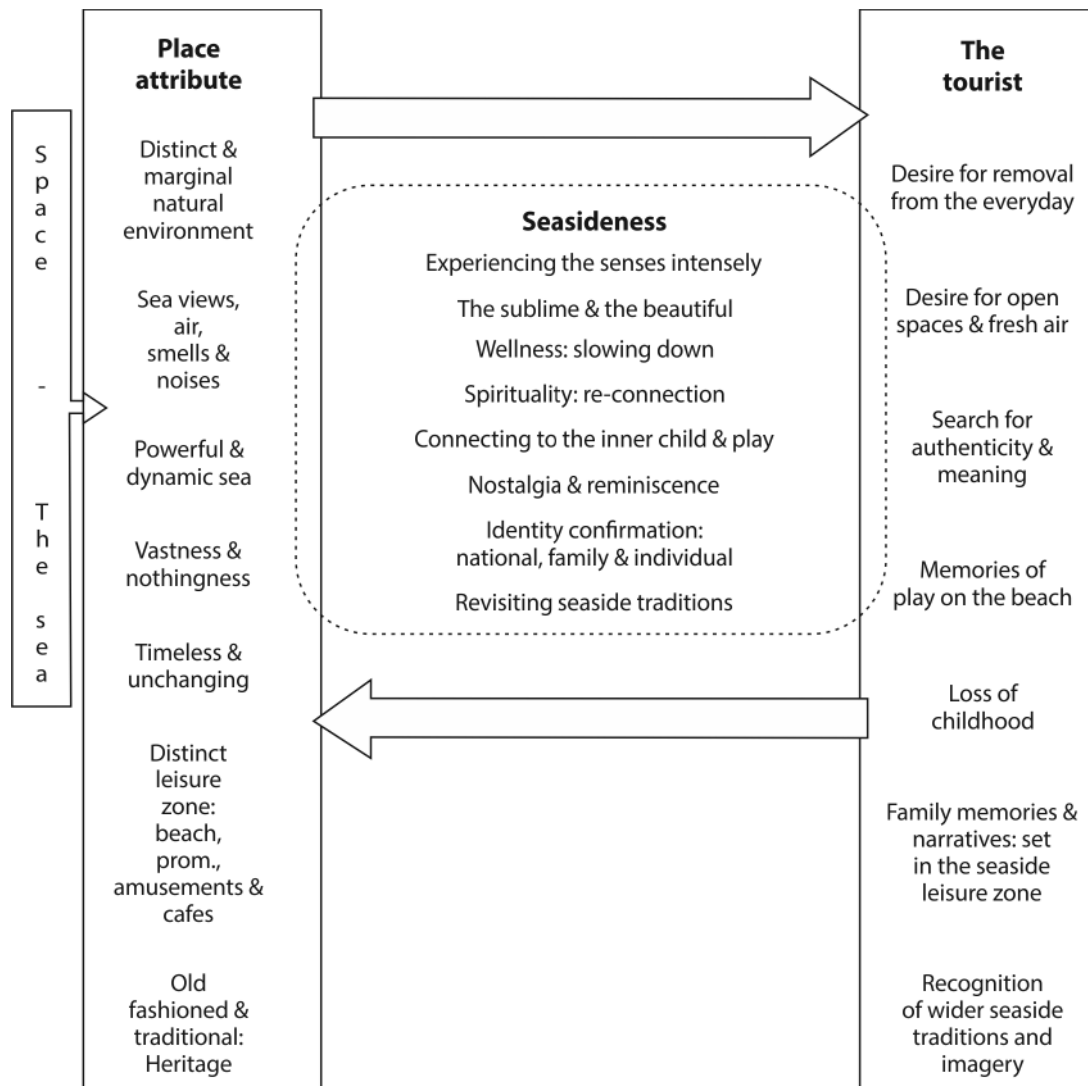 Space - The sea
Place
attribute
Distinct &
marginal
natural
environment
Sea views,
air,
smells &
noises
Powerful &
dynamic sea
Vastness &
nothingness
Timeless &
unchanging
Distinct
leisure
zone:
beach,
prom.,
amusements &
cafes
Old
fashioned &
traditional:
Heritage
Seasideness
Experiencing the senses intensely
The sublime & the beautiful
Wellness: slowing down
Spirituality: re-connection
Connecting to the inner child & play
Nostalgia & reminiscence
Identity confirmation:
national, family & individual
Revisiting seaside traditions
The
tourist
Desire for removal
from the everyday
Desire for open
spaces & fresh air
Search for
authenticity &
meaning
Memories of
play on the beach
Loss of
childhood
Family memories &
narratives: set
in the seaside
leisure zone
Recognition
of wider seaside
traditions and
imagery